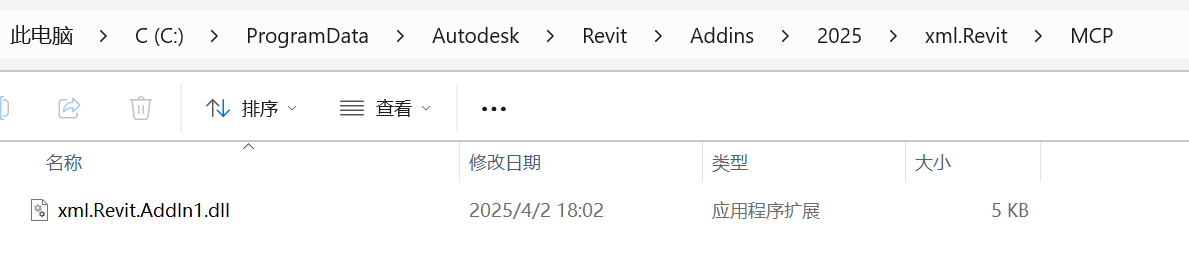 此电脑 > C (C:) > ProgramData > Autodesk > Revit > Addins > 2025 > xml.Revit > MCP
排序 查看 ···
名称 修改日期 类型 大小
xml.Revit.AddIn1.dll 2025/4/2 18:02 应用程序扩展 5 KB